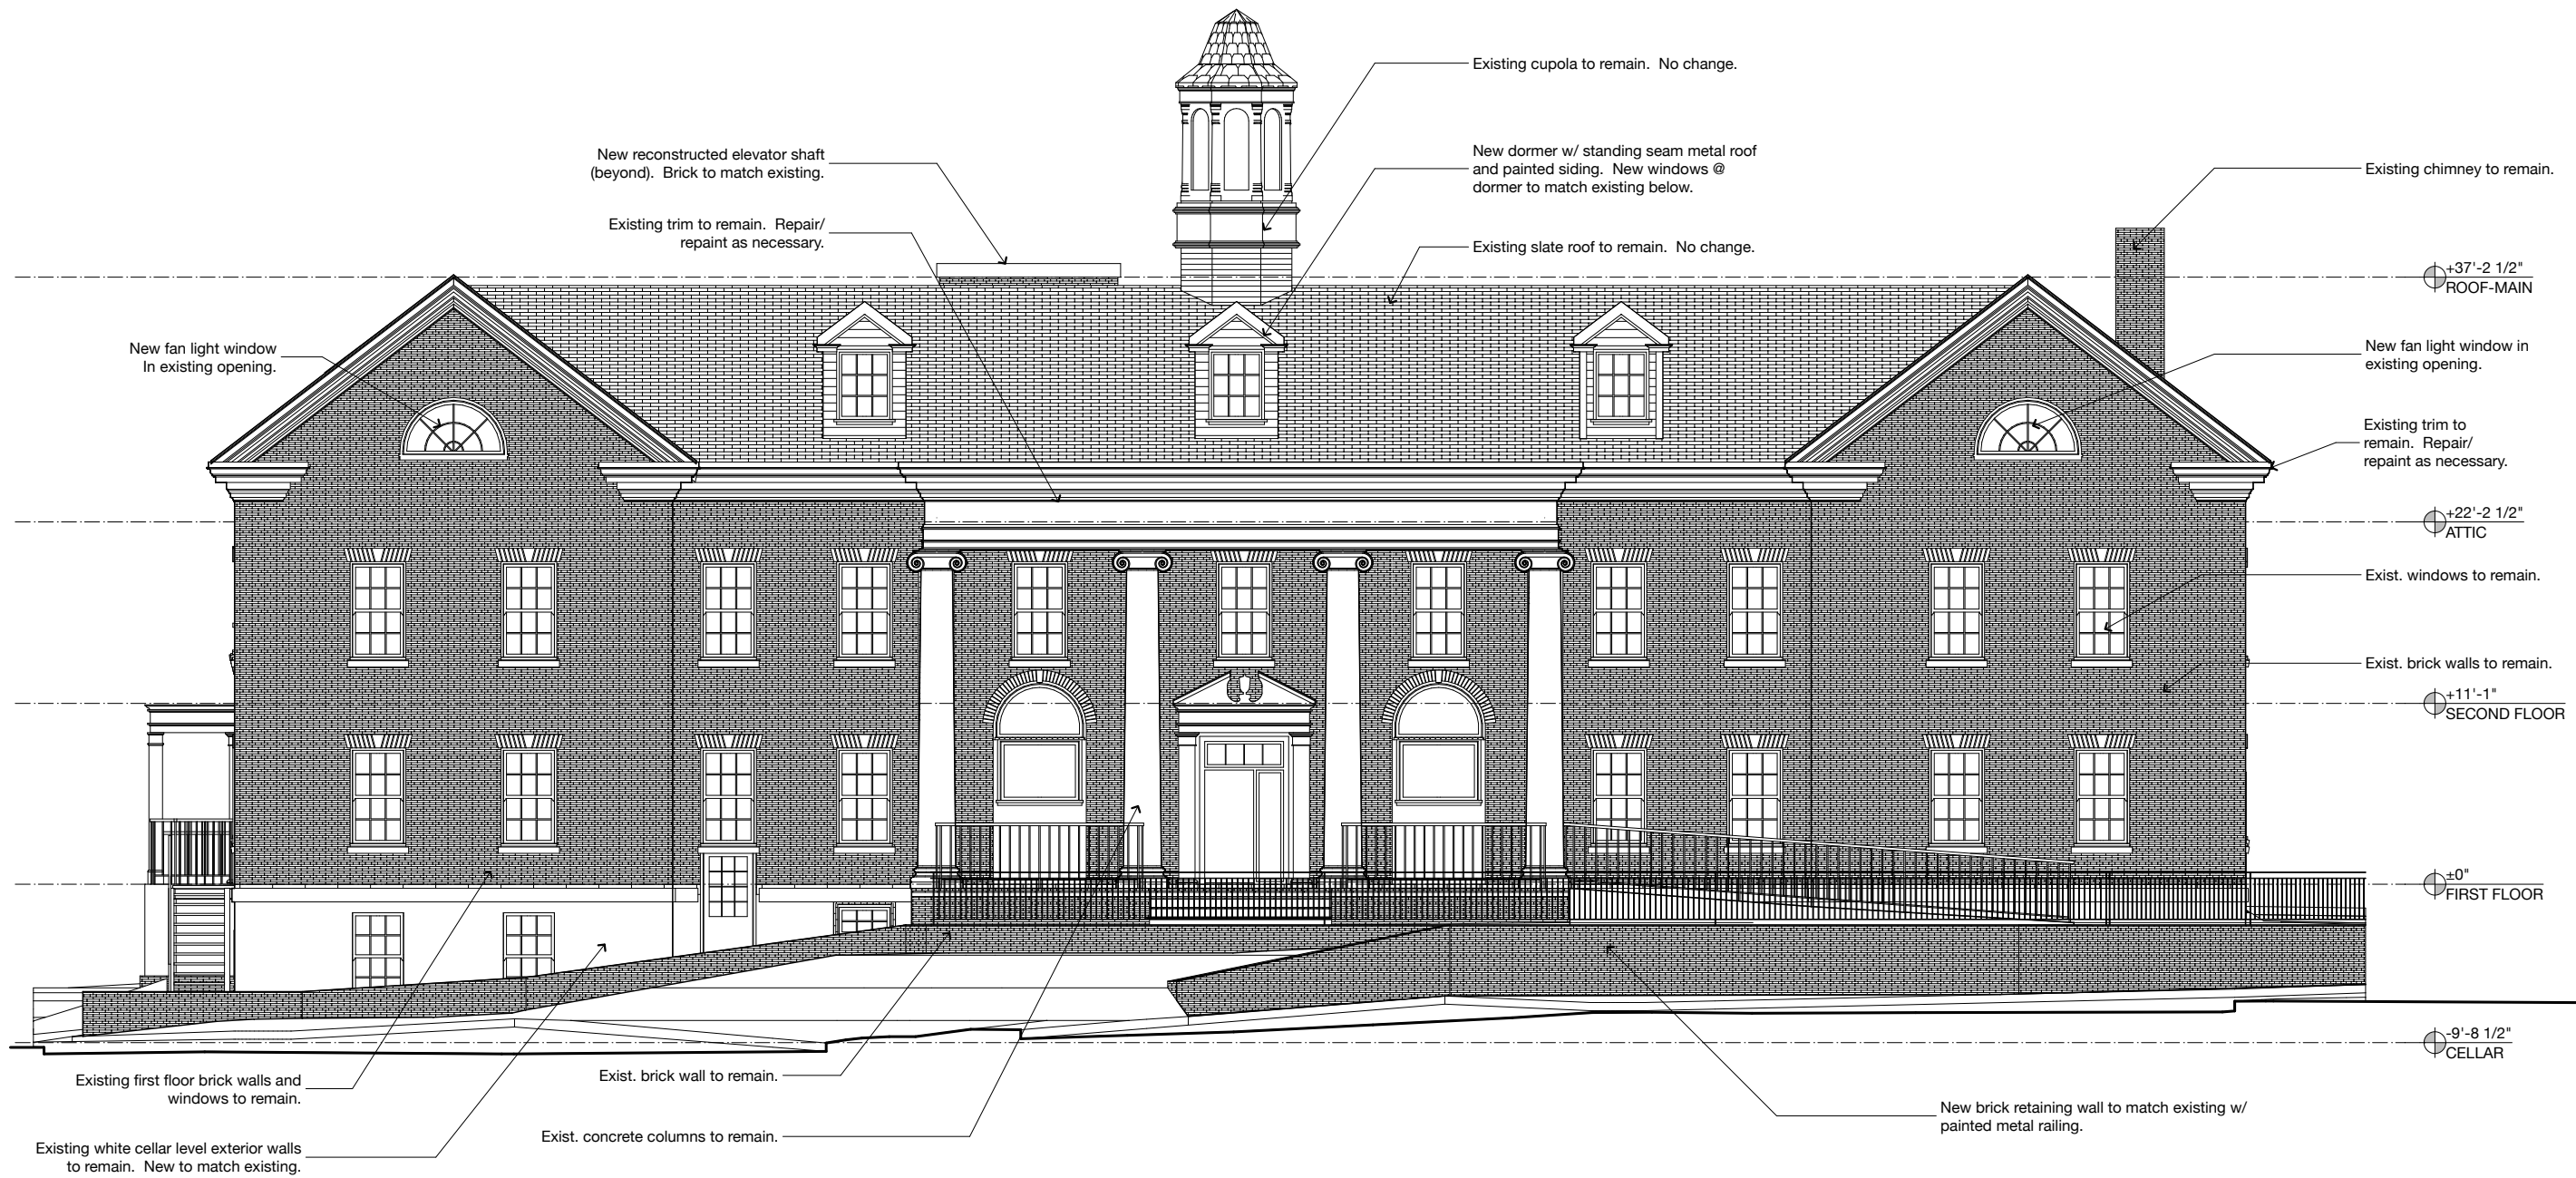 Existing cupola to remain.  No change.
New reconstructed elevator shaft
(beyond).  Brick to match existing.
New dormer w/ standing seam metal roof
and painted siding.  New windows @
dormer to match existing below.
Existing chimney to remain.
Existing trim to remain.  Repair/
repaint as necessary.
Existing slate roof to remain.  No change.
+37'-2 1/2"
ROOF-MAIN
New fan light window
In existing opening.
New fan light window in
existing opening.
Existing trim to
remain.  Repair/
repaint as necessary.
+22'-2 1/2"
ATTIC
Exist. windows to remain.
Exist. brick walls to remain.
+11'-1"
SECOND FLOOR
±0"
FIRST FLOOR
-9'-8 1/2"
CELLAR
Existing first floor brick walls and
windows to remain.
Exist. brick wall to remain.
New brick retaining wall to match existing w/
painted metal railing.
Exist. concrete columns to remain.
Existing white cellar level exterior walls
to remain.  New to match existing.